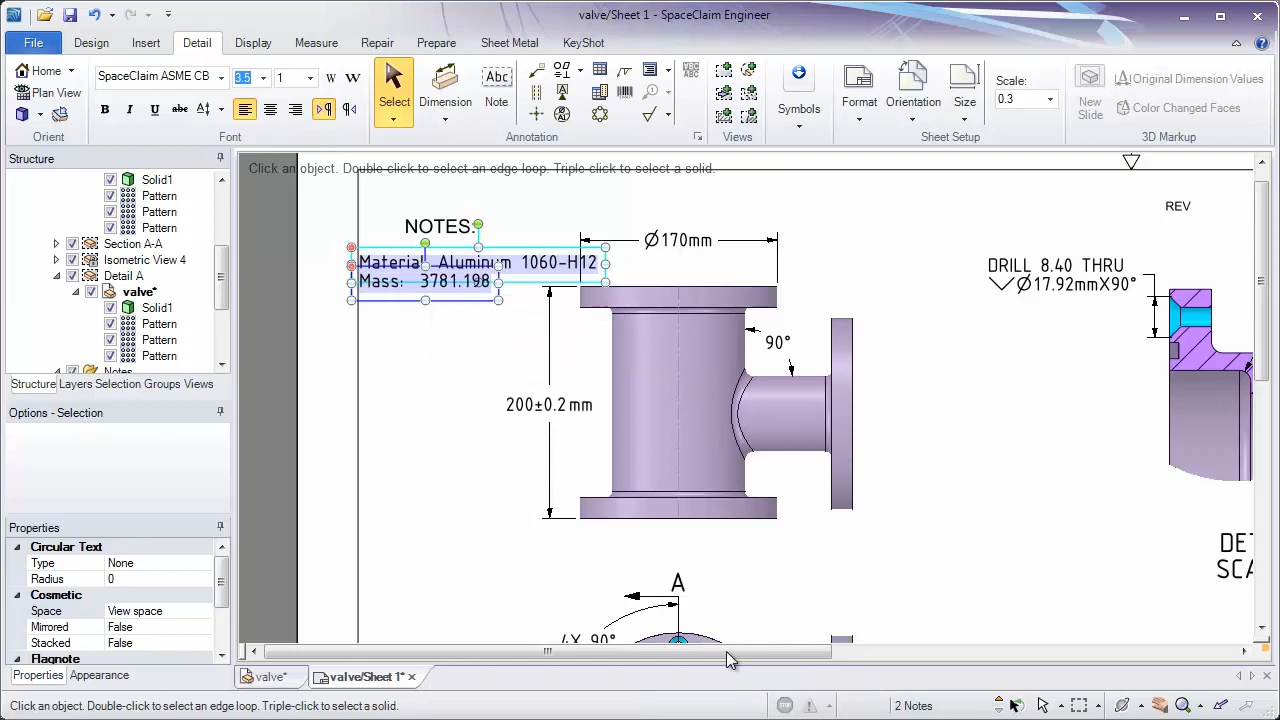 valve/Sheet 1 - SpaceClaim Engineer
File Design Insert Detail Display Measure Repair Prepare Sheet Metal KeyShot
Home
Plan View
Orient
SpaceClaim ASME CB 3.5 1 W W
B I U abc A
Font
Select
Dimension
Abc
Note
Annotation
Views
Symbols
Format
Orientation
Size
Scale:
0.3
Sheet Setup
New
Slide
Original Dimension Values
Color Changed Faces
3D Markup
Structure
Solid1
Pattern
Pattern
Pattern
Section A-A
Isometric View 4
Detail A
valve*
Solid1
Pattern
Pattern
Pattern
Notes
Structure Layers Selection Groups Views
Options - Selection
Properties
Circular Text
Type None
Radius 0
Cosmetic
Space View space
Mirrored False
Stacked False
Flagnote
Properties Appearance
Click an object. Double-click to select an edge loop. Triple-click to select a solid.
NOTES:
Material: Aluminum 1060-H12
Mass: 3781.198
Ø170mm
90°
200±0.2 mm
A
4X 90°
REV
DRILL 8.40 THRU
Ø17.92mmX90°
DE
SCA
valve* valve/Sheet 1*
Click an object. Double-click to select an edge loop. Triple-click to select a solid.
2 Notes